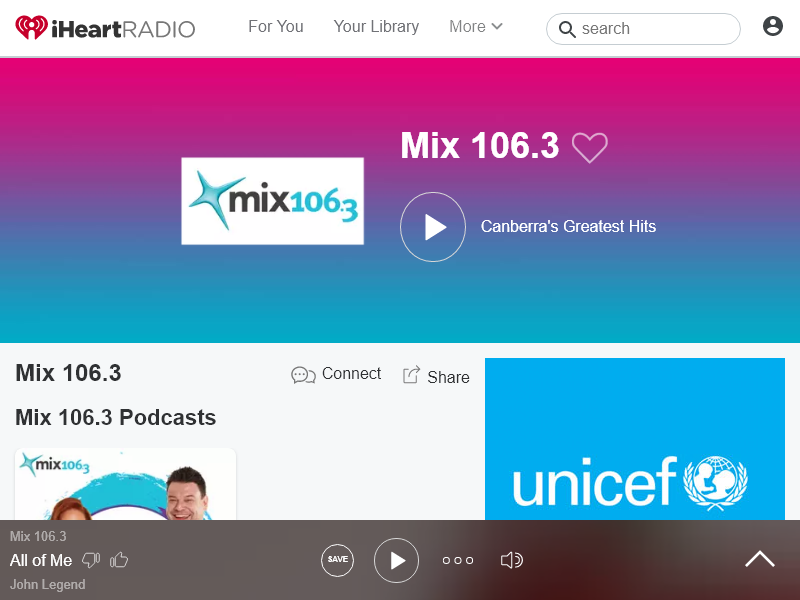 iHeartRADIO
For You
Your Library
More
search
Mix 106.3
mix106.3
Canberra's Greatest Hits
Mix 106.3
Connect
Share
Mix 106.3 Podcasts
mix106.3
unicef
Mix 106.3
All of Me
John Legend
SAVE